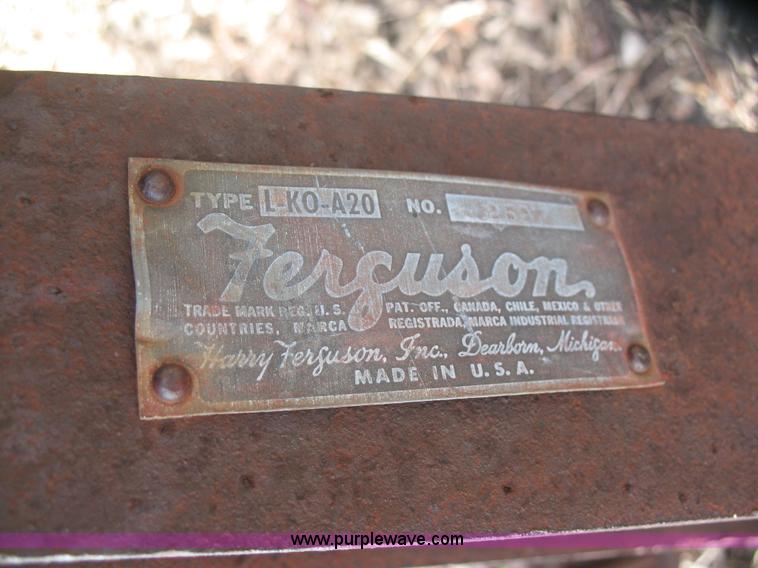 TYPE L-KO-A20 NO.
Ferguson
TRADE MARK REG. U.S. PAT. OFF., CANADA, CHILE, MEXICO & OTHER
COUNTRIES, MARCA REGISTRADA, MARCA INDUSTRIAL REGISTRADA
Harry Ferguson, Inc., Dearborn, Michigan.
MADE IN U.S.A.
www.purplewave.com